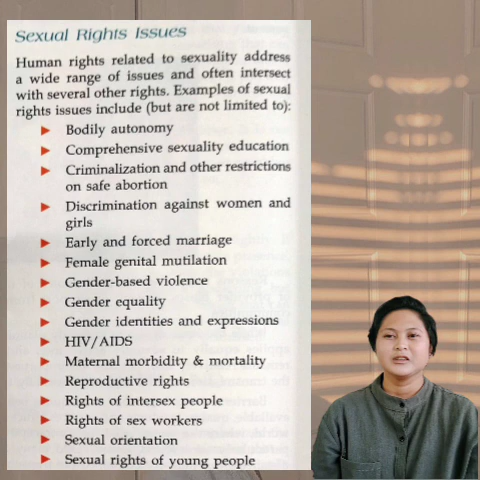 Sexual Rights Issues
Human rights related to sexuality address
a wide range of issues and often intersect
with several other rights. Examples of sexual
rights issues include (but are not limited to):
Bodily autonomy
Comprehensive sexuality education
Criminalization and other restrictions
on safe abortion
Discrimination against women and
girls
Early and forced marriage
Female genital mutilation
Gender-based violence
Gender equality
Gender identities and expressions
HIV/AIDS
Maternal morbidity & mortality
Reproductive rights
Rights of intersex people
Rights of sex workers
Sexual orientation
Sexual rights of young people